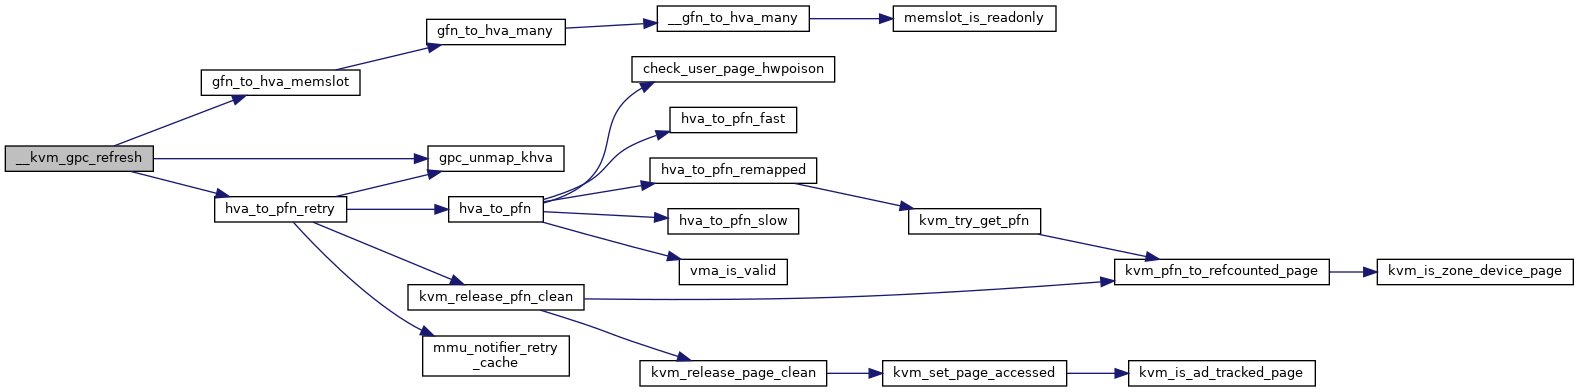 __gfn_to_hva_many
memslot_is_readonly
gfn_to_hva_many
check_user_page_hwpoison
gfn_to_hva_memslot
hva_to_pfn_fast
__kvm_gpc_refresh
gpc_unmap_khva
hva_to_pfn_remapped
hva_to_pfn_retry
hva_to_pfn
hva_to_pfn_slow
kvm_try_get_pfn
vma_is_valid
kvm_pfn_to_refcounted_page
kvm_is_zone_device_page
kvm_release_pfn_clean
mmu_notifier_retry
_cache
kvm_release_page_clean
kvm_set_page_accessed
kvm_is_ad_tracked_page